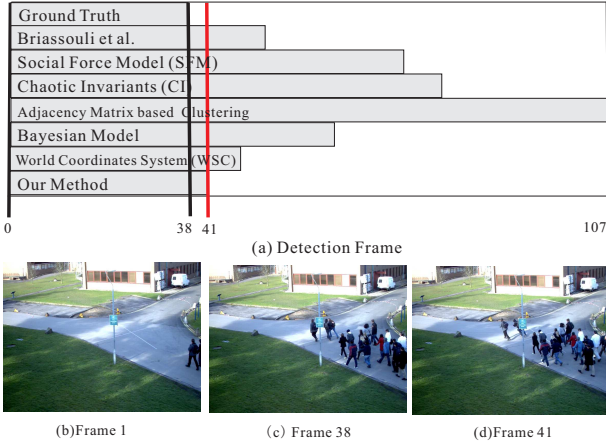 Ground Truth
Briassouli et al.
Social Force Model (SFM)
Chaotic Invariants (CI)
Adjacency Matrix based Clustering
Bayesian Model
World Coordinates System (WSC)
Our Method
0 38 41 107
(a) Detection Frame
(b)Frame 1 (c) Frame 38 (d)Frame 41